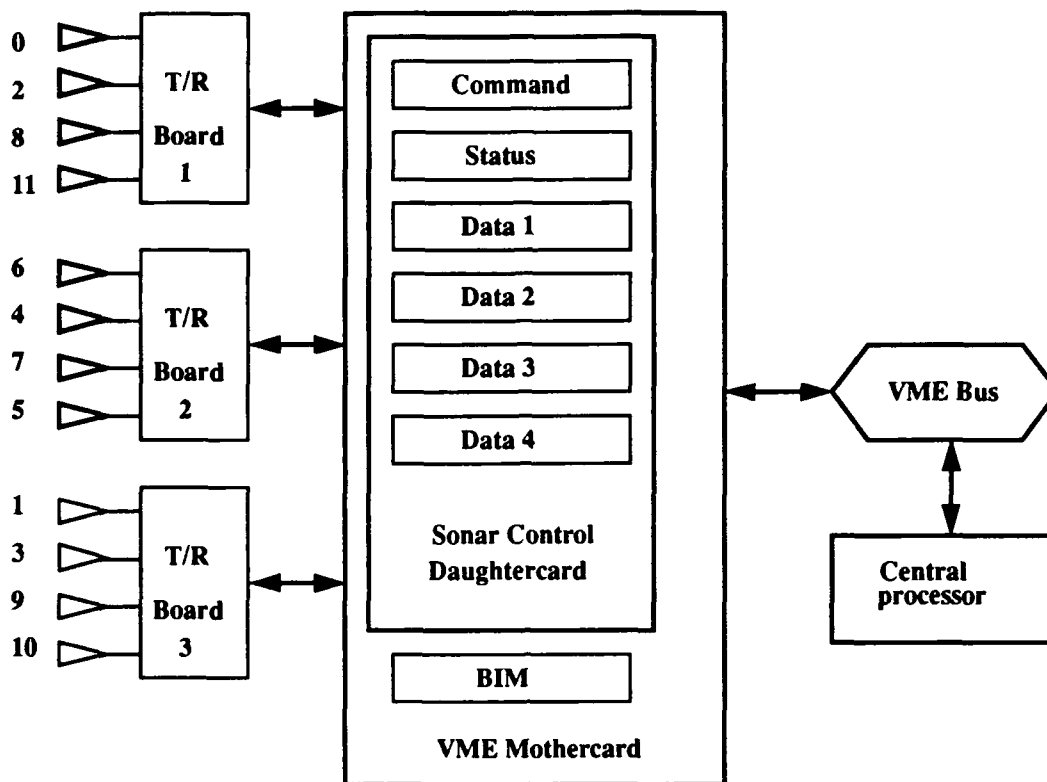 0
2
8
11
T/R
Board
1
6
4
7
5
T/R
Board
2
1
3
9
10
T/R
Board
3
Command
Status
Data 1
Data 2
Data 3
Data 4
Sonar Control
Daughtercard
BIM
VME Mothercard
VME Bus
Central
processor